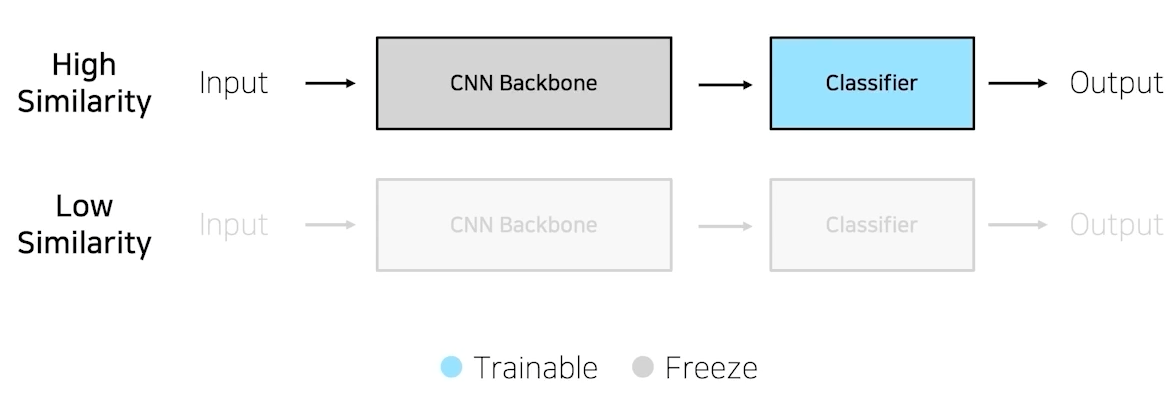 High
Similarity
Input
CNN Backbone
Classifier
Output
Low
Similarity
Input
CNN Backbone
Classifier
Output
Trainable
Freeze